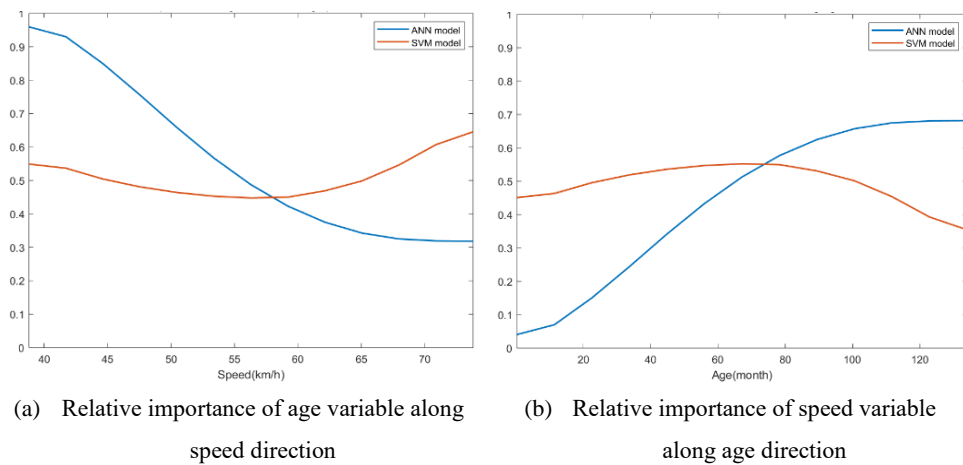 1
0.9
0.8
0.7
0.6
0.5
0.4
0.3
0.2
0.1
0
40 45 50 55 60 65 70
Speed(km/h)
ANN model
SVM model
1
0.9
0.8
0.7
0.6
0.5
0.4
0.3
0.2
0.1
0
20 40 60 80 100 120
Age(month)
ANN model
SVM model
(a) Relative importance of age variable along
speed direction
(b) Relative importance of speed variable
along age direction